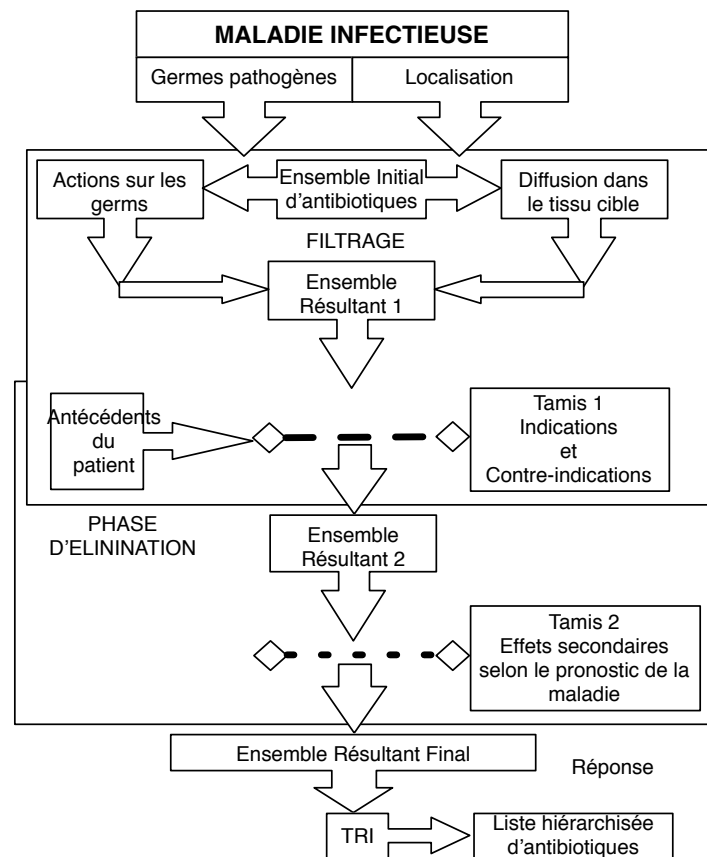 MALADIE INFECTIEUSE
Germes pathogènes
Localisation
Actions sur les
germs
Ensemble Initial
d'antibiotiques
Diffusion dans
le tissu cible
FILTRAGE
Ensemble
Résultant 1
Antécédents
du
patient
Tamis 1
Indications
et
Contre-indications
PHASE
D'ELININATION
Ensemble
Résultant 2
Tamis 2
Effets secondaires
selon le pronostic de la
maladie
Ensemble Résultant Final
Réponse
TRI
Liste hiérarchisée
d'antibiotiques